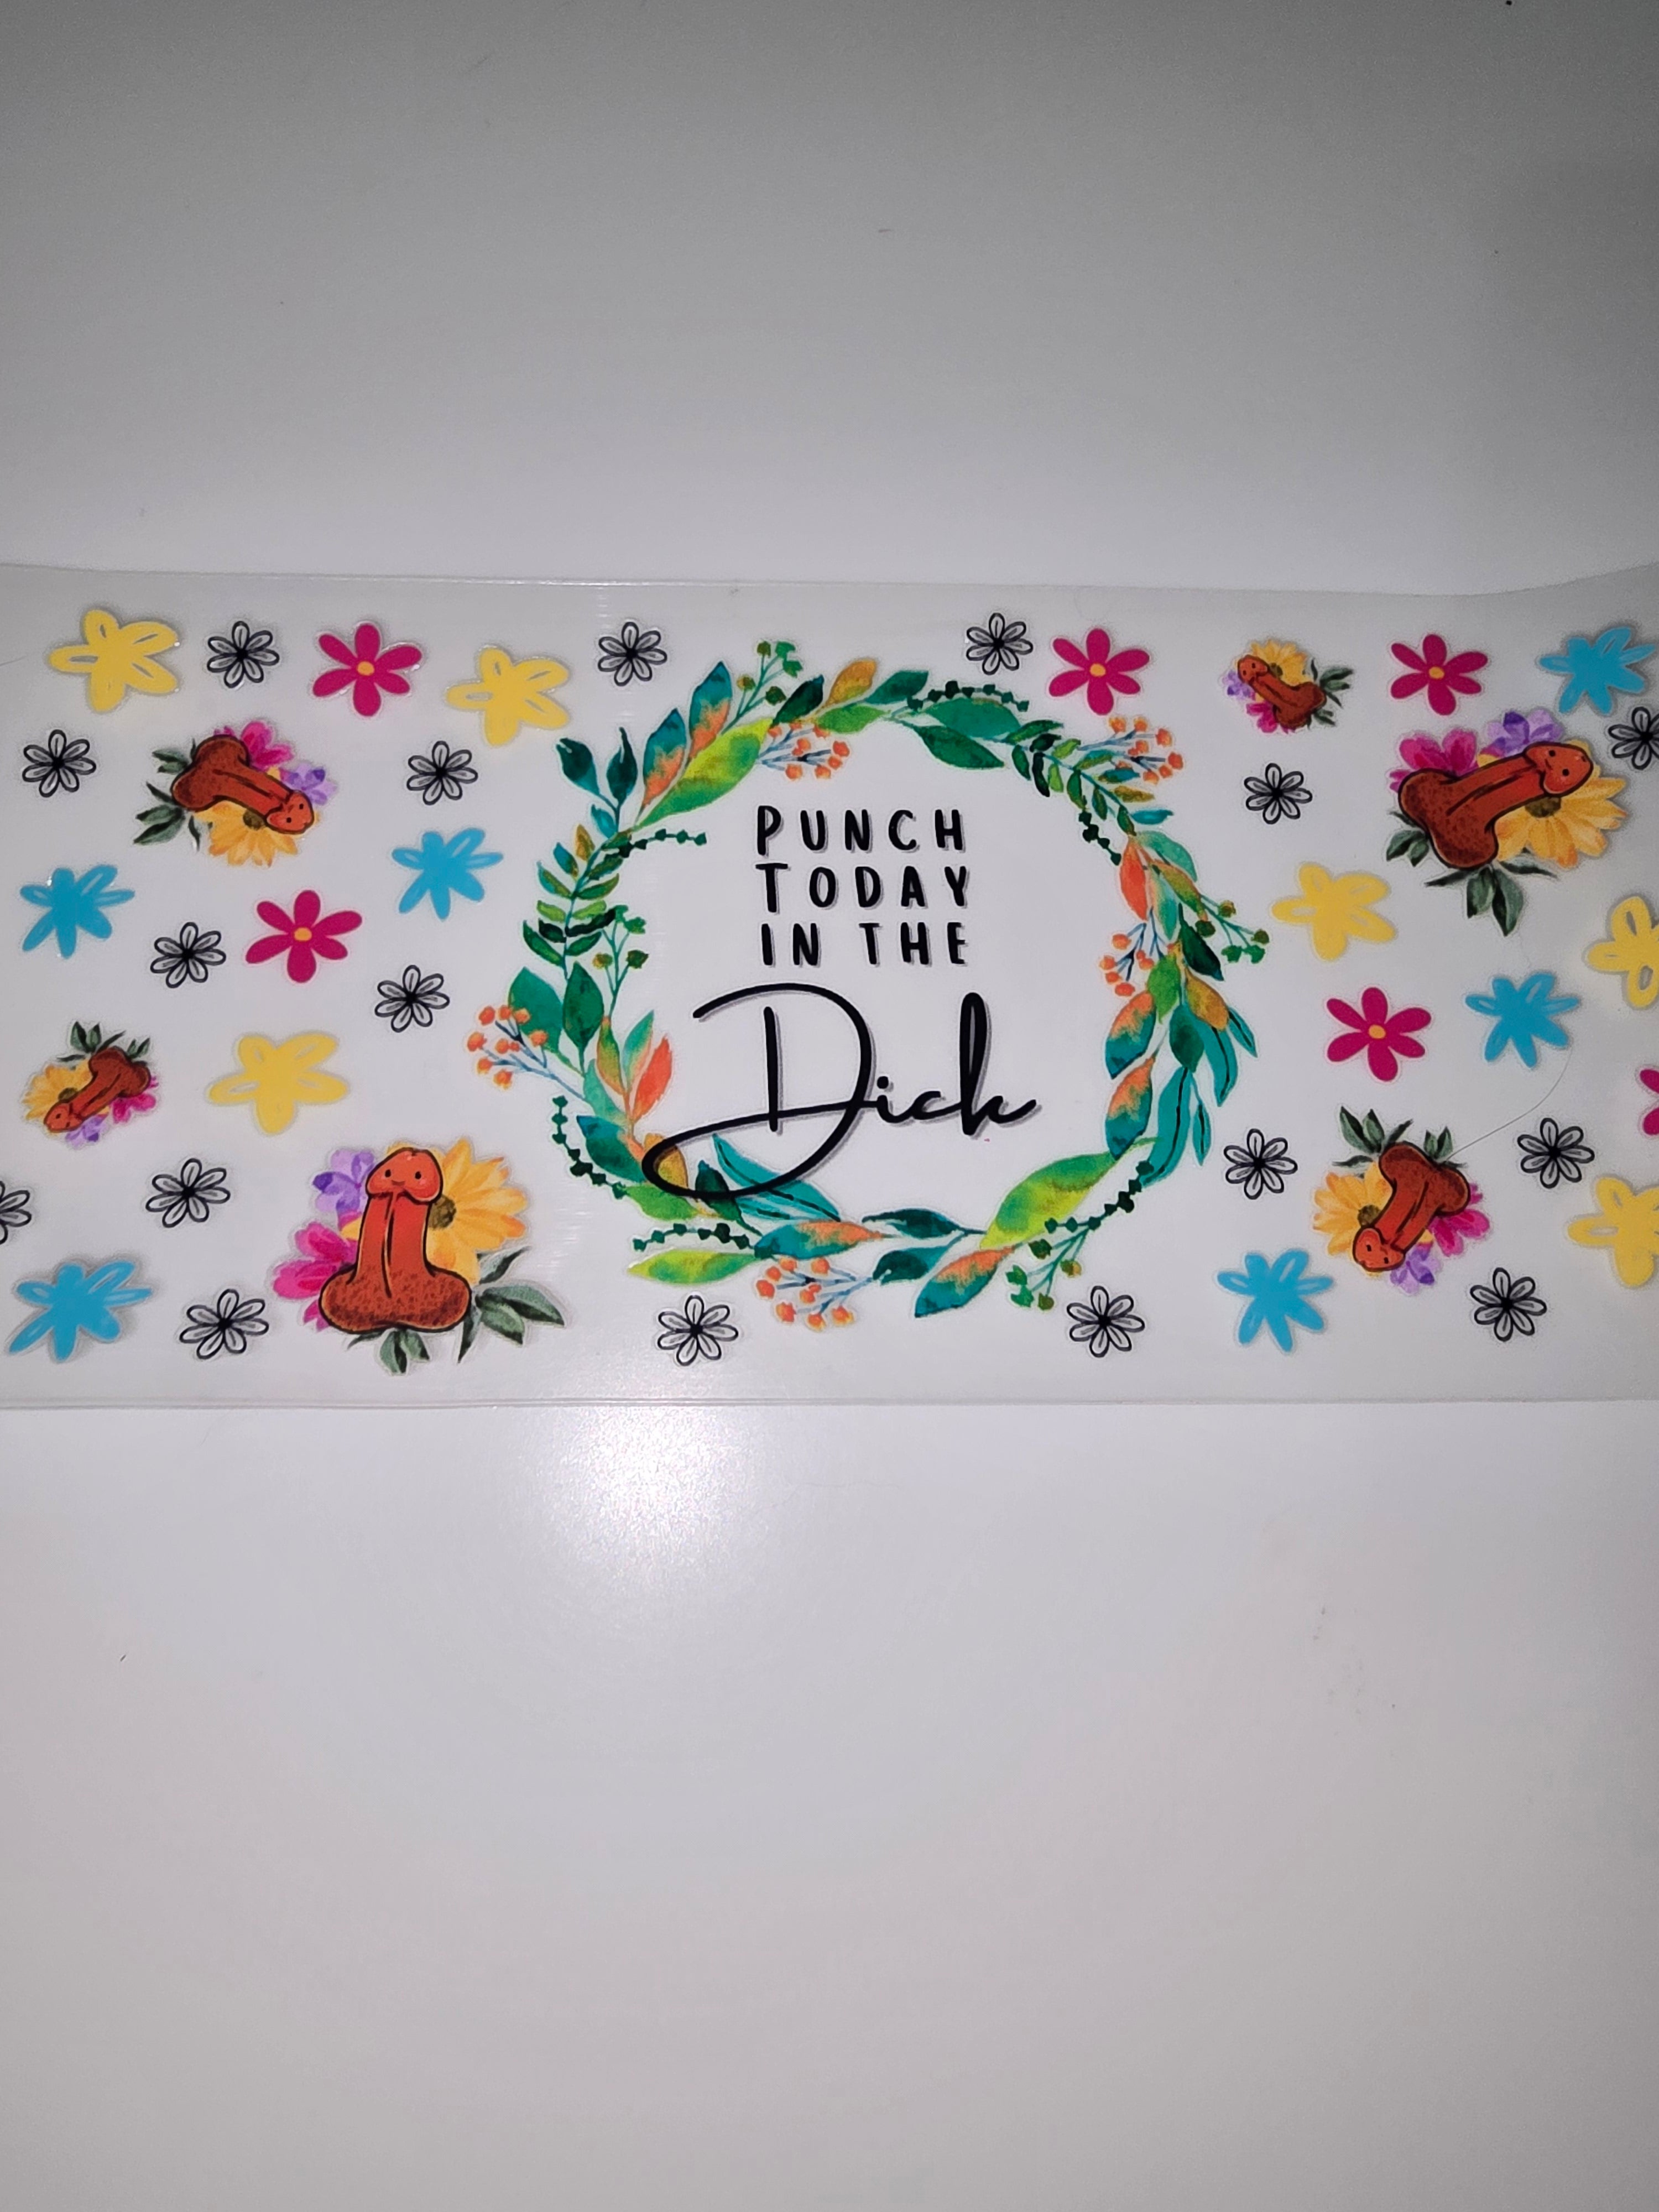 PUNCH
TODAY
IN THE
Dick